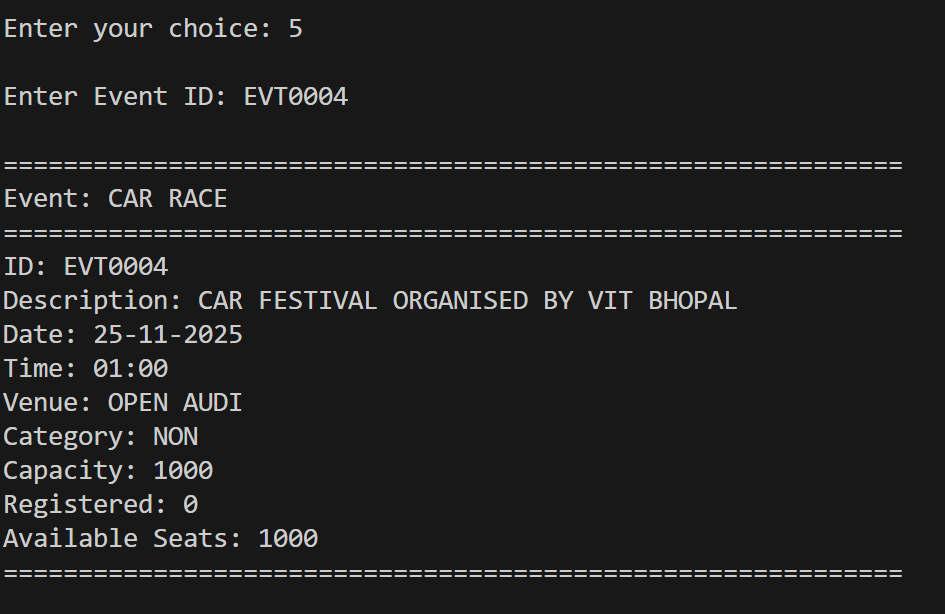 Enter your choice: 5
Enter Event ID: EVT0004
============================================================
Event: CAR RACE
============================================================
ID: EVT0004
Description: CAR FESTIVAL ORGANISED BY VIT BHOPAL
Date: 25-11-2025
Time: 01:00
Venue: OPEN AUDI
Category: NON
Capacity: 1000
Registered: 0
Available Seats: 1000
============================================================